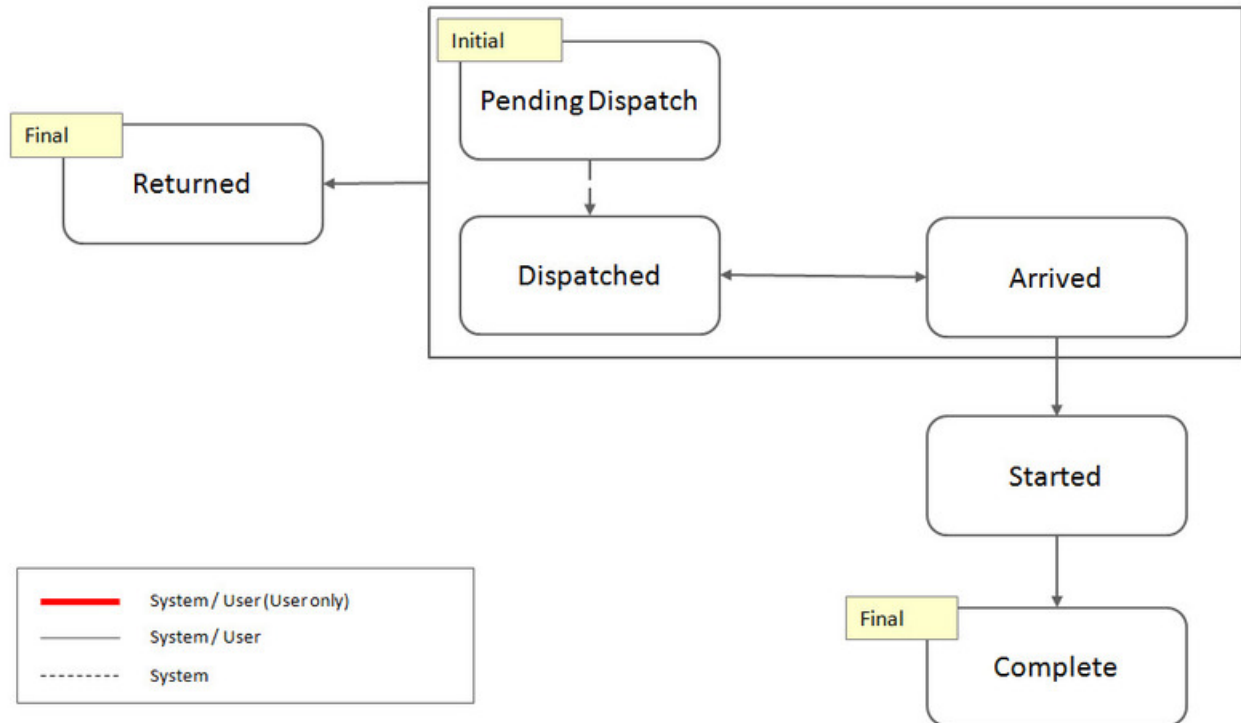 Initial
Pending Dispatch
Final
Returned
Dispatched
Arrived
Started
System / User (User only)
System / User
System
Final
Complete